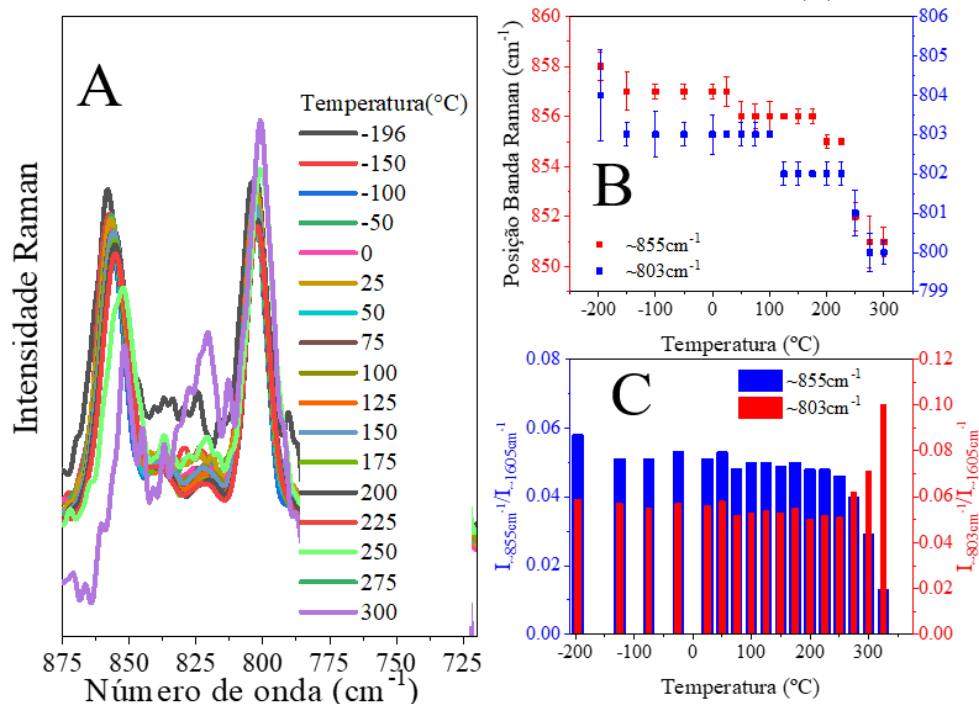 A
Temperatura(°C)
-196
-150
-100
-50
0
25
50
75
100
125
150
175
200
225
250
275
300
Intensidade Raman
875 850 825 800 775 725
Número de onda (cm-1)
860
858
856
854
852
850
Posição Banda Raman (cm-1)
806
805
804
803
802
801
800
799
B
~855cm-1
~803cm-1
-200 -100 0 100 200 300
Temperatura (°C)
0.08
0.06
0.04
0.02
0.00
I~855cm-1/I~1605cm-1
C
~855cm-1
~803cm-1
0.12
0.10
0.08
0.06
0.04
0.02
0.00
I~803cm-1/I~1605cm-1
-200 -100 0 100 200 300
Temperatura (°C)